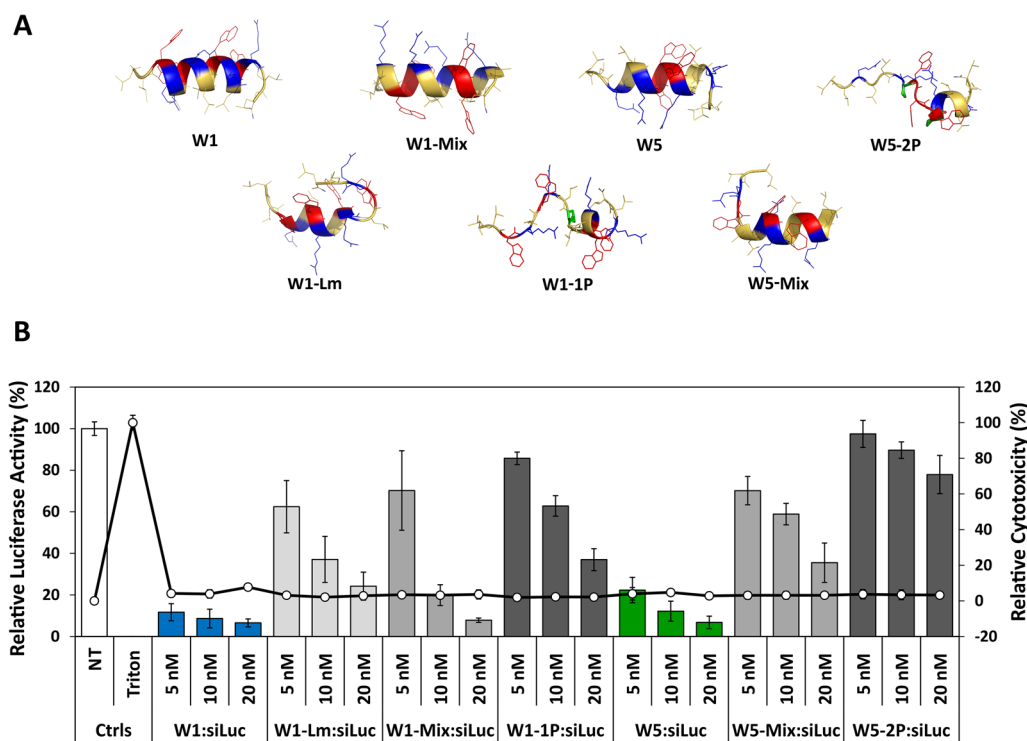 A
W1
W1-Mix
W5
W5-2P
W1-Lm
W1-1P
W5-Mix
B
Relative Luciferase Activity (%)
120
100
80
60
40
20
0
120
100
80
60
40
20
0
-20
Relative Cytotoxicity (%)
NT
Triton
5 nM
10 nM
20 nM
5 nM
10 nM
20 nM
5 nM
10 nM
20 nM
5 nM
10 nM
20 nM
5 nM
10 nM
20 nM
5 nM
10 nM
20 nM
5 nM
10 nM
20 nM
Ctrls
W1:siLuc
W1-Lm:siLuc
W1-Mix:siLuc
W1-1P:siLuc
W5:siLuc
W5-Mix:siLuc
W5-2P:siLuc